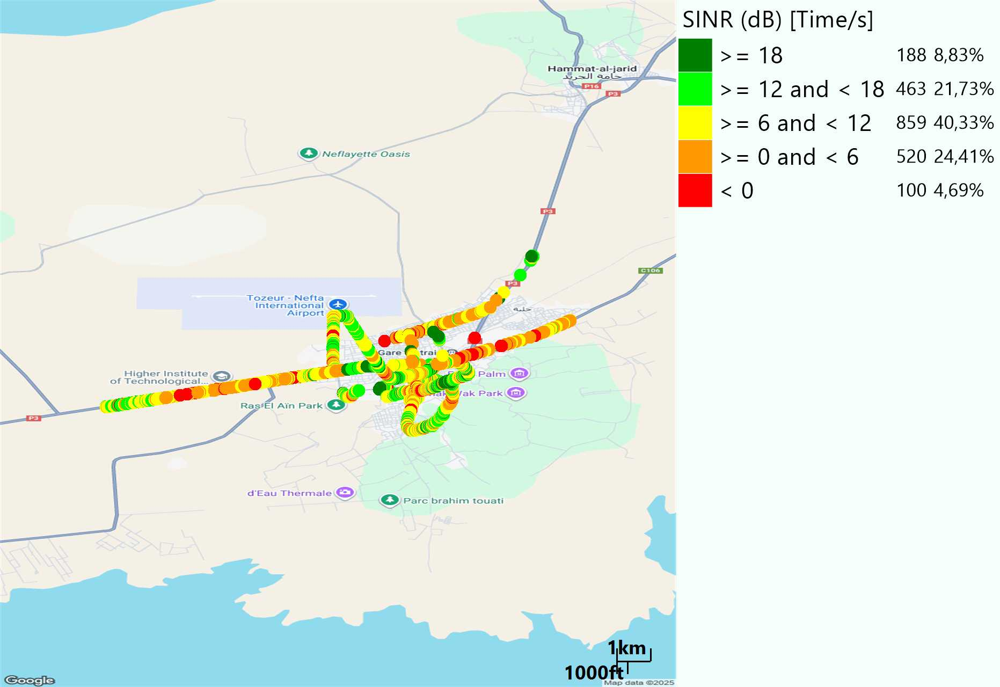 SINR (dB) [Time/s]
>= 18 188 8,83%
>= 12 and < 18 463 21,73%
>= 6 and < 12 859 40,33%
>= 0 and < 6 520 24,41%
< 0 100 4,69%
Hammat-al-jarid
حامة الجريد
P16
P3
Neflayette Oasis
P3
C106
P3
Tozeur - Nefta
International
Airport
حلبة
Gare
Higher Institute
of Technological...
Palm
Park
Ras El Aïn Park
P3
d'Eau Thermale
Parc brahim touati
1km
1000ft
Google
Map data ©2025